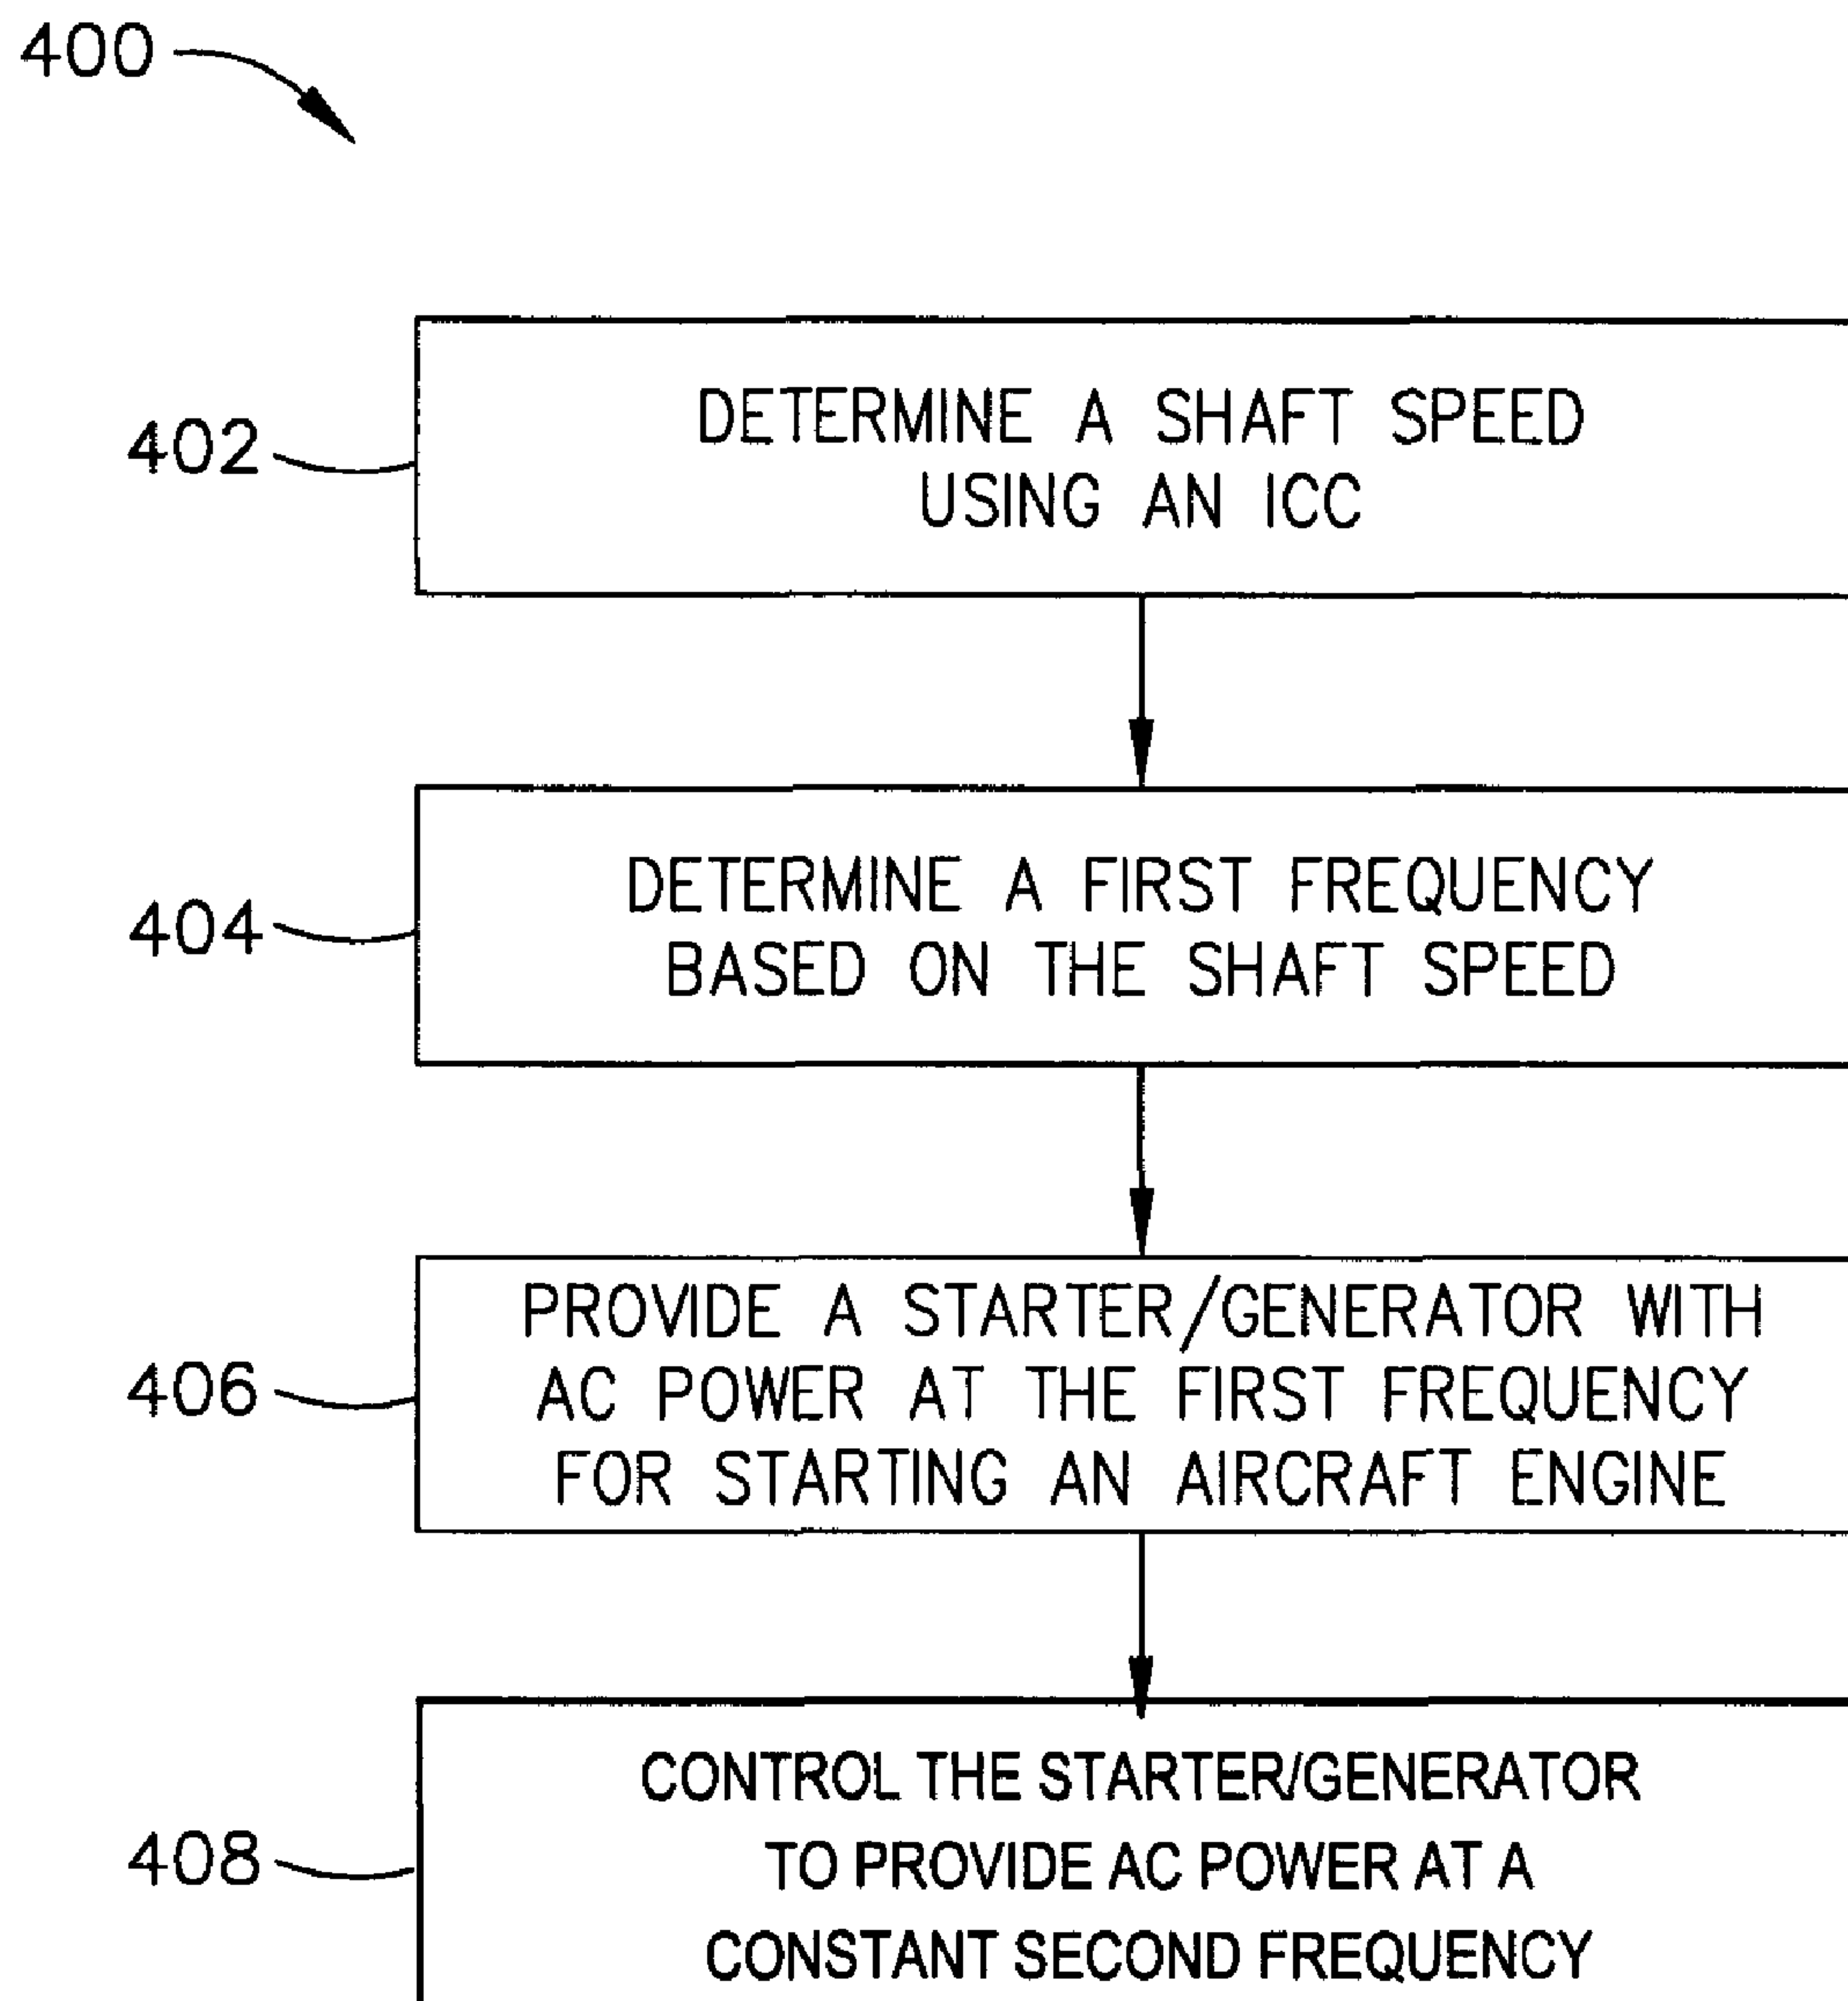 400
402
DETERMINE A SHAFT SPEED
USING AN ICC
404
DETERMINE A FIRST FREQUENCY
BASED ON THE SHAFT SPEED
406
PROVIDE A STARTER/GENERATOR WITH
AC POWER AT THE FIRST FREQUENCY
FOR STARTING AN AIRCRAFT ENGINE
408
CONTROL THE STARTER/GENERATOR
TO PROVIDE AC POWER AT A
CONSTANT SECOND FREQUENCY